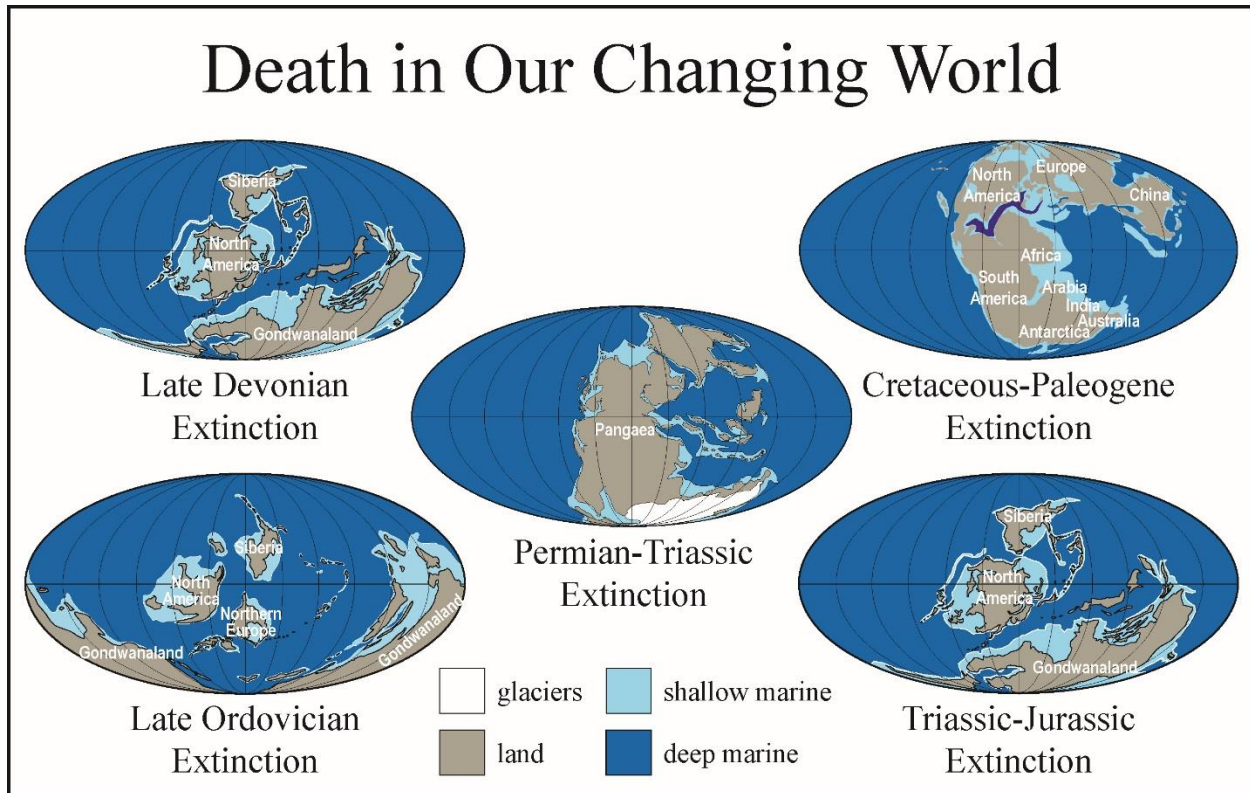 Death in Our Changing World
Siberia
North
America
Gondwanaland
Late Devonian
Extinction
Siberia
North
America
Northern
Europe
Gondwanaland
Gondwanaland
Late Ordovician
Extinction
Pangaea
Permian-Triassic
Extinction
glaciers
land
shallow marine
deep marine
Europe
North
America
China
Africa
South
America
Arabia
India
Australia
Antarctica
Cretaceous-Paleogene
Extinction
Siberia
North
America
Gondwanaland
Triassic-Jurassic
Extinction